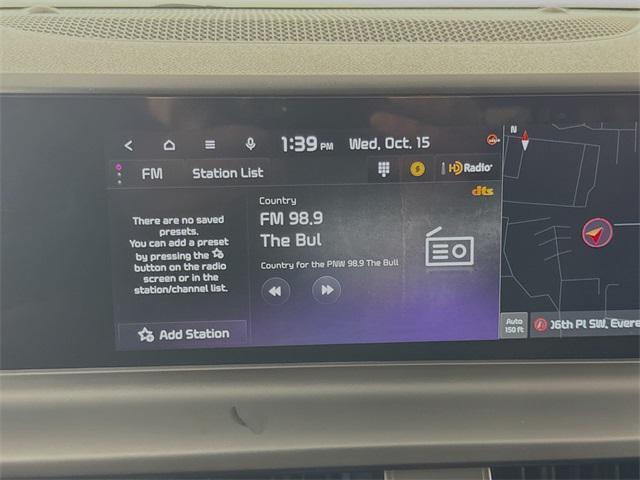 1:39 PM Wed, Oct. 15
N
FM Station List
HD Radio
dts
There are no saved
presets.
You can add a preset
by pressing the
button on the radio
screen or in the
station/channel list.
Add Station
Country
FM 98.9
The Bul
Country for the PNW 98.9 The Bull
Auto
150 ft
06th Pl SW, Evere